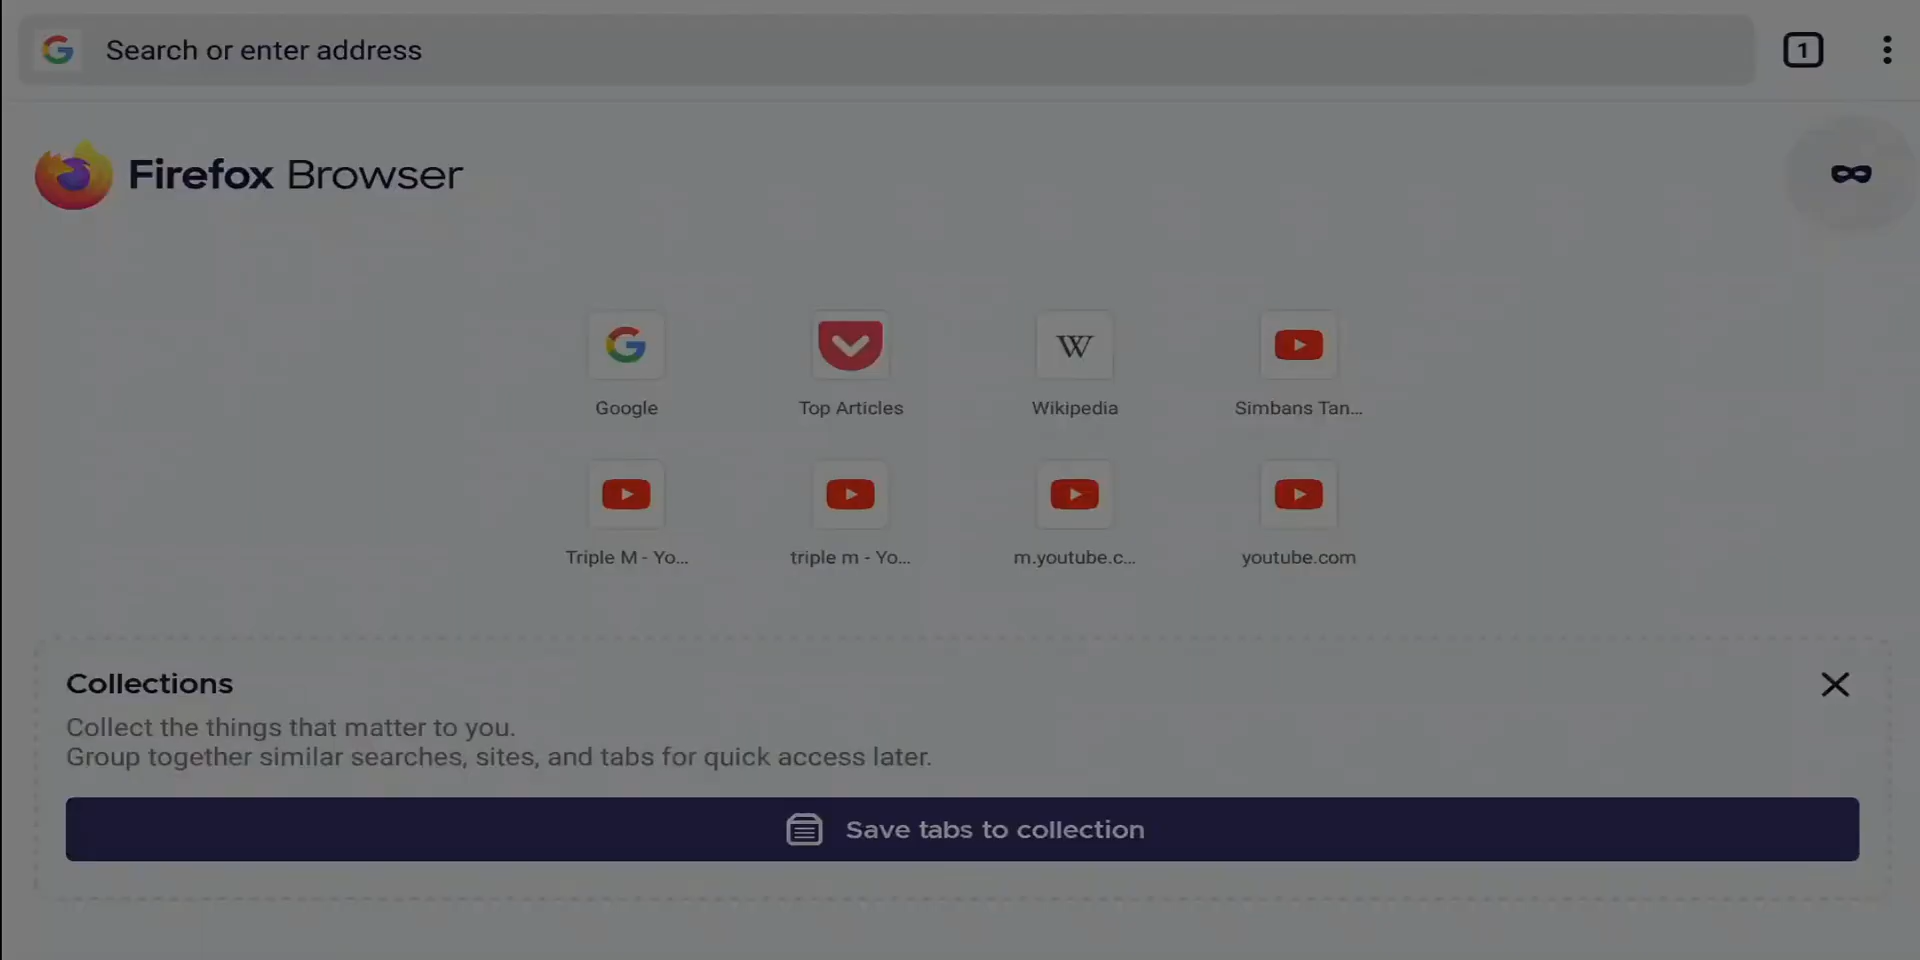 Search or enter address
1
Firefox Browser
Google
Top Articles
Wikipedia
Simbans Tan...
Triple M - Yo...
triple m - Yo...
m.youtube.c...
youtube.com
Collections
Collect the things that matter to you.
Group together similar searches, sites, and tabs for quick access later.
Save tabs to collection